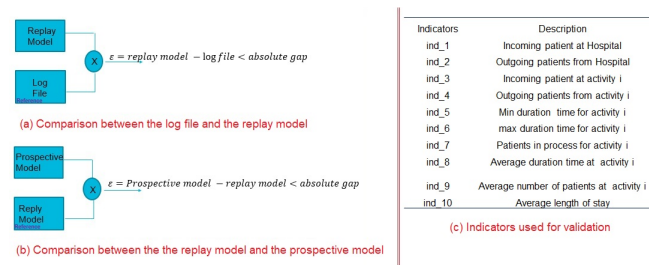 Replay
Model
X
ε = replay model − log file < absolute gap
Log
File
Reference
(a) Comparison between the log file and the replay model
Prospective
Model
X
ε = Prospective model − replay model < absolute gap
Reply
Model
Reference
(b) Comparison between the the replay model and the prospective model
Indicators Description
ind_1 Incoming patient at Hospital
ind_2 Outgoing patients from Hospital
ind_3 Incoming patient at activity i
ind_4 Outgoing patients from activity i
ind_5 Min duration time for activity i
ind_6 max duration time for activity i
ind_7 Patients in process for activity i
ind_8 Average duration time at activity i
ind_9 Average number of patients at activity i
ind_10 Average length of stay
(c) Indicators used for validation